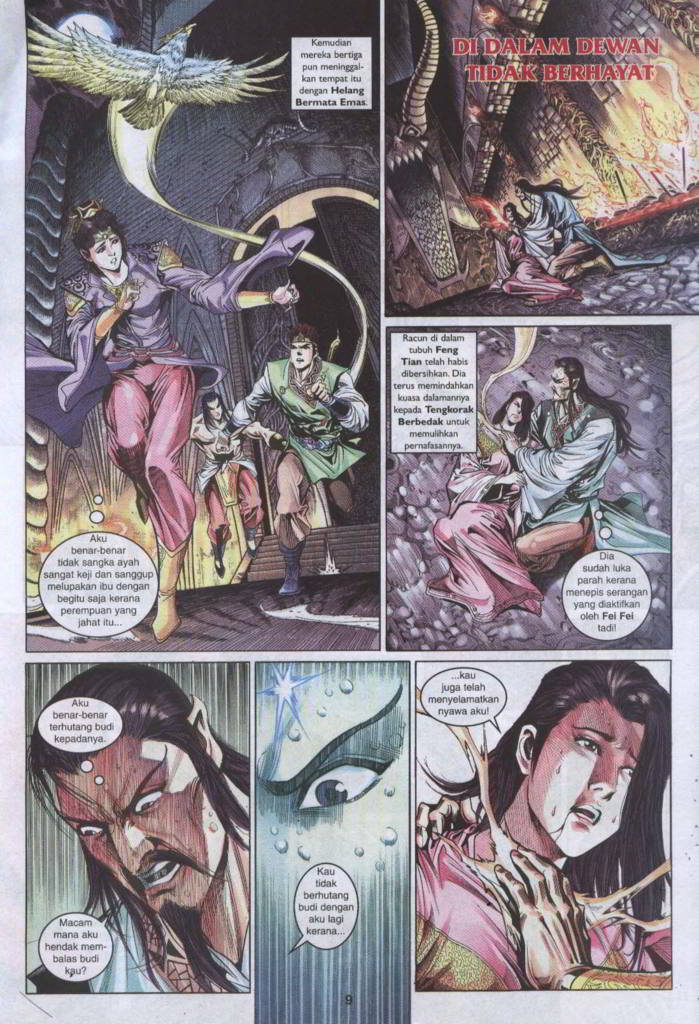 Kemudian
mereka bertiga
pun meninggal-
kan tempat itu
dengan Helang
Bermata Emas.
Aku
benar-benar
tidak sangka ayah
sangat keji dan sanggup
melupakan ibu dengan
begitu saja kerana
perempuan yang
jahat itu...
DI DALAM DEWAN
TIDAK BERHAYAT
Racun di dalam
tubuh Feng
Tian telah habis
dibersihkan. Dia
terus memindahkan
kuasa dalamannya
kepada Tengkorak
Berbedak untuk
memulihkan
pernafasannya.
Dia
sudah luka
parah kerana
menepis serangan
yang diaktifkan
oleh Fei Fei
tadi!
Aku
benar-benar
terhutang budi
kepadanya.
Macam
mana aku
hendak mem-
balas budi
kau?
Kau
tidak
berhutang
budi dengan
aku lagi
kerana...
...kau
juga telah
menyelamatkan
nyawa aku!
9